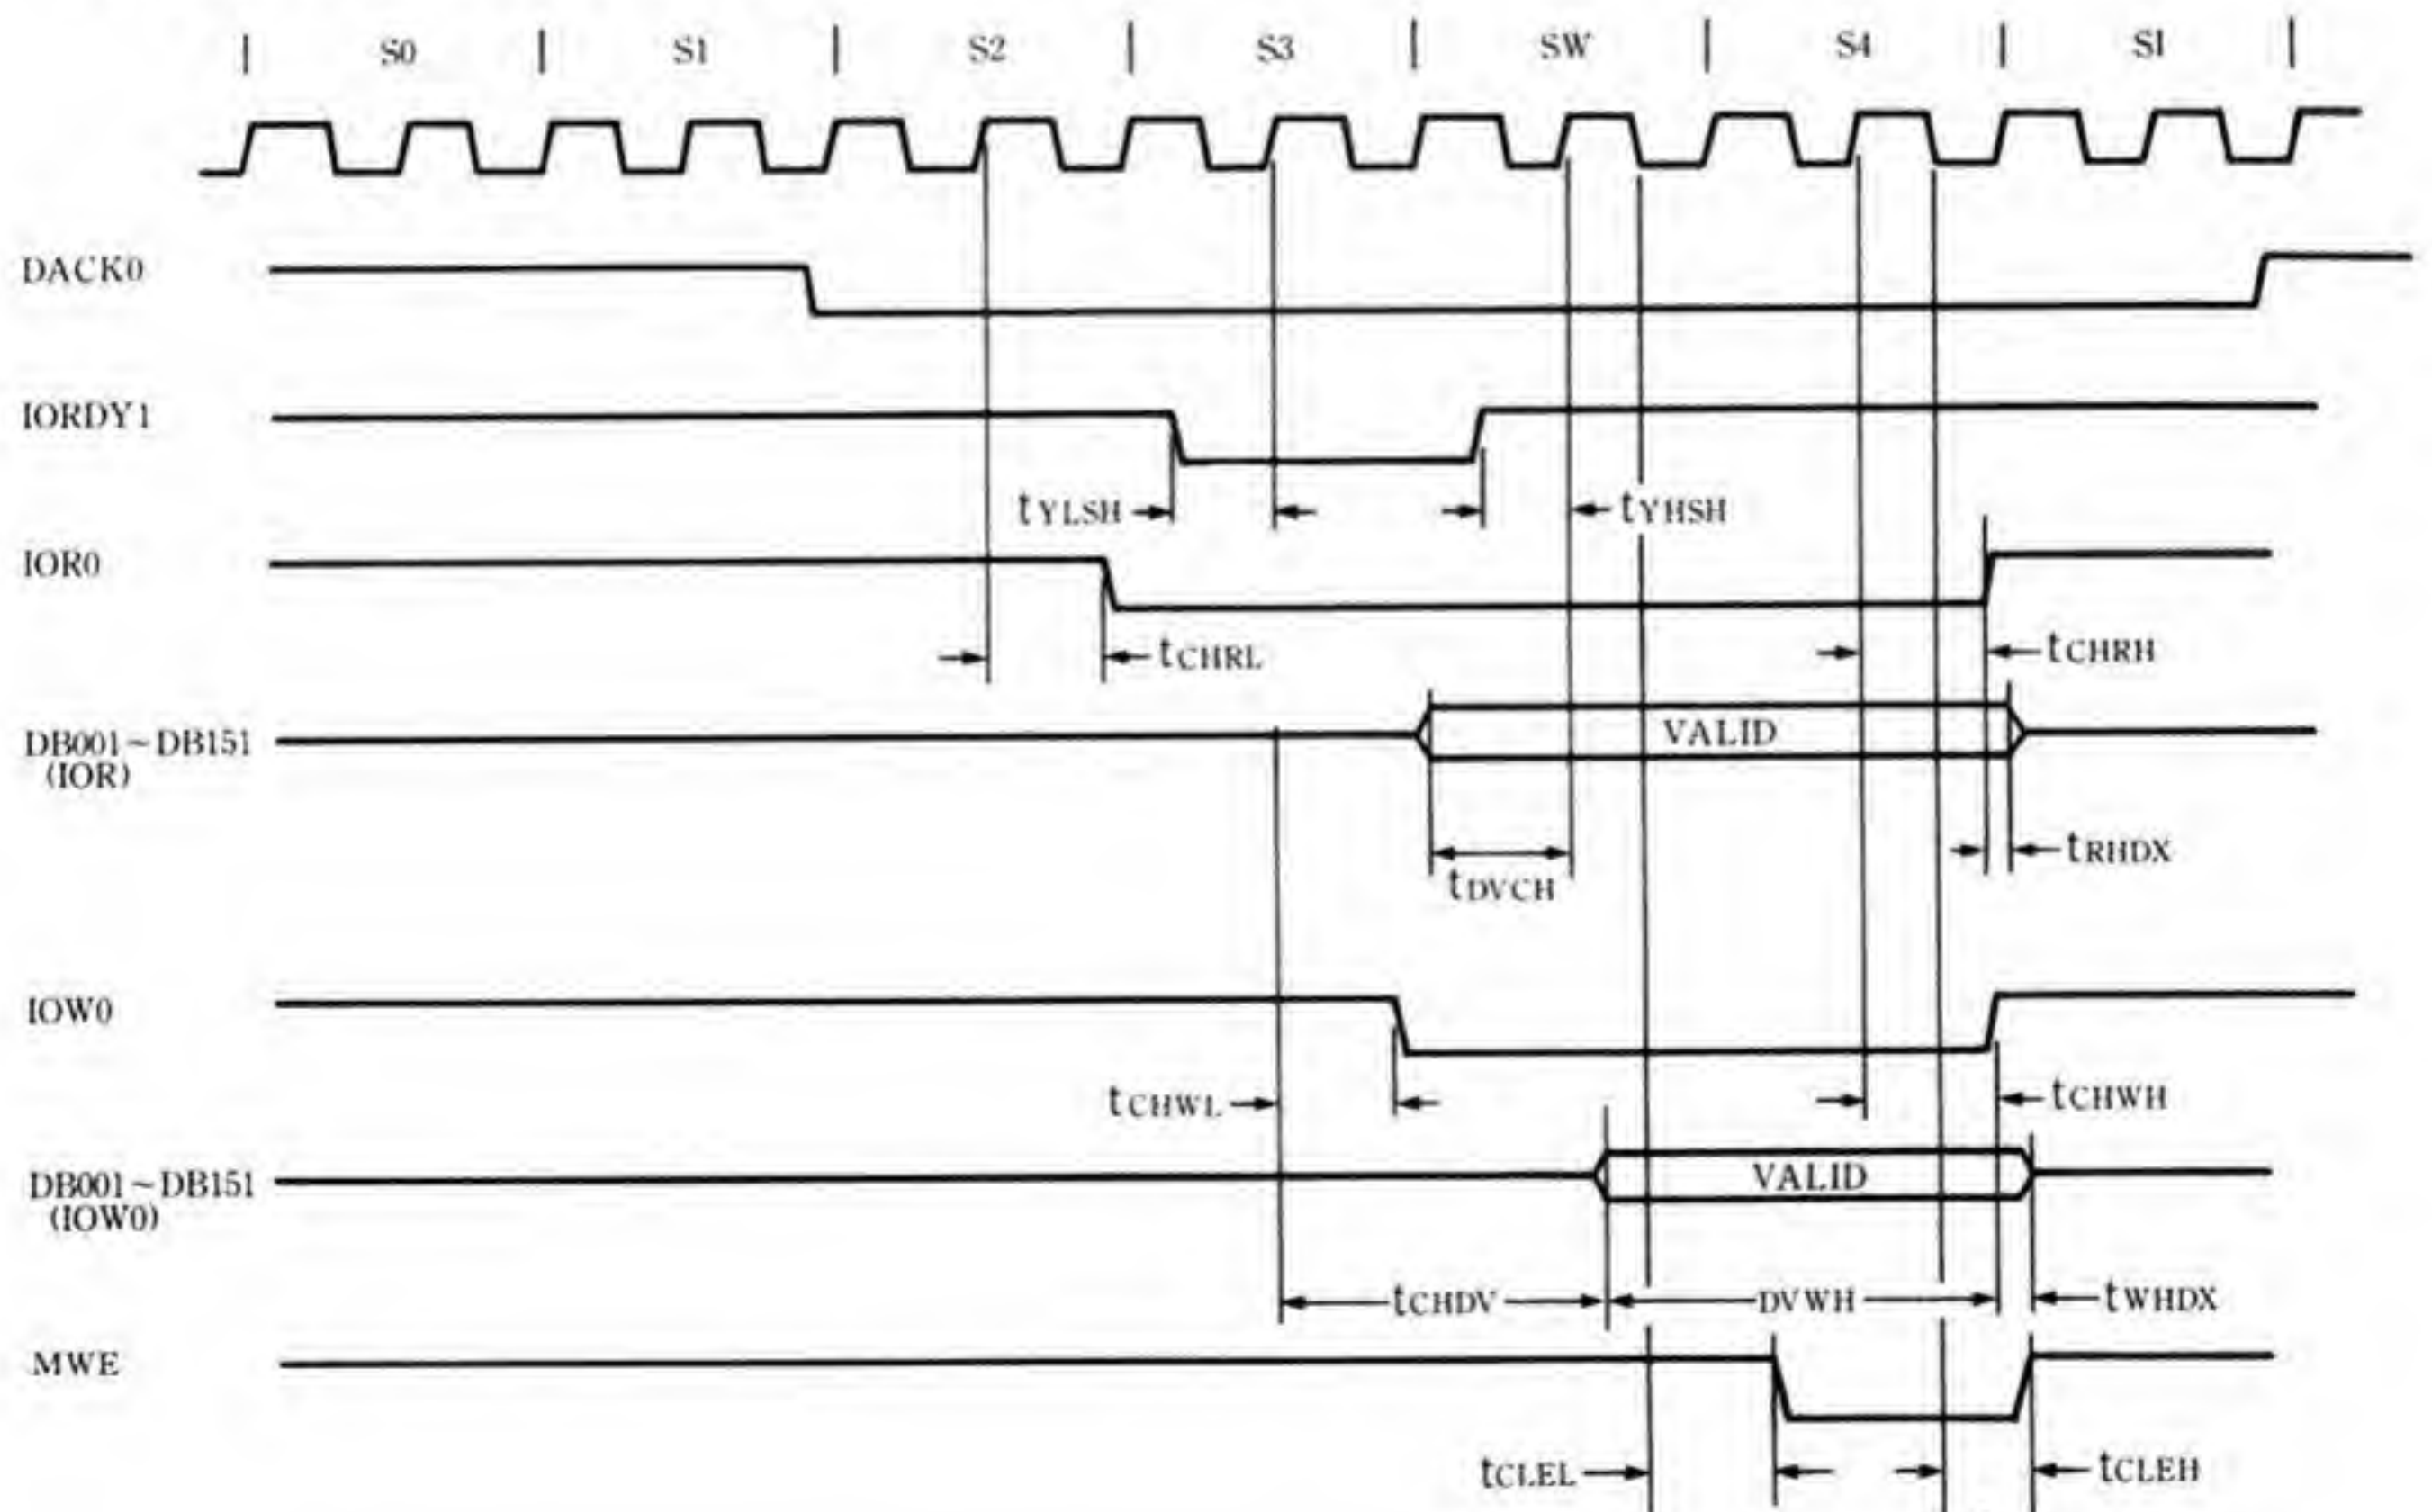 S0 S1 S2 S3 SW S4 SI
DACK0
IORDY1
tYLSH tYHSH
IOR0
tCHRL tCHRH
DB001~DB151 VALID
(IOR)
tRHDX
tDVCH
IOW0
tCHWL tCHWH
DB001~DB151 VALID
(IOW0)
tCHDV DVWH tWHDX
MWE
tCLEL tCLEH